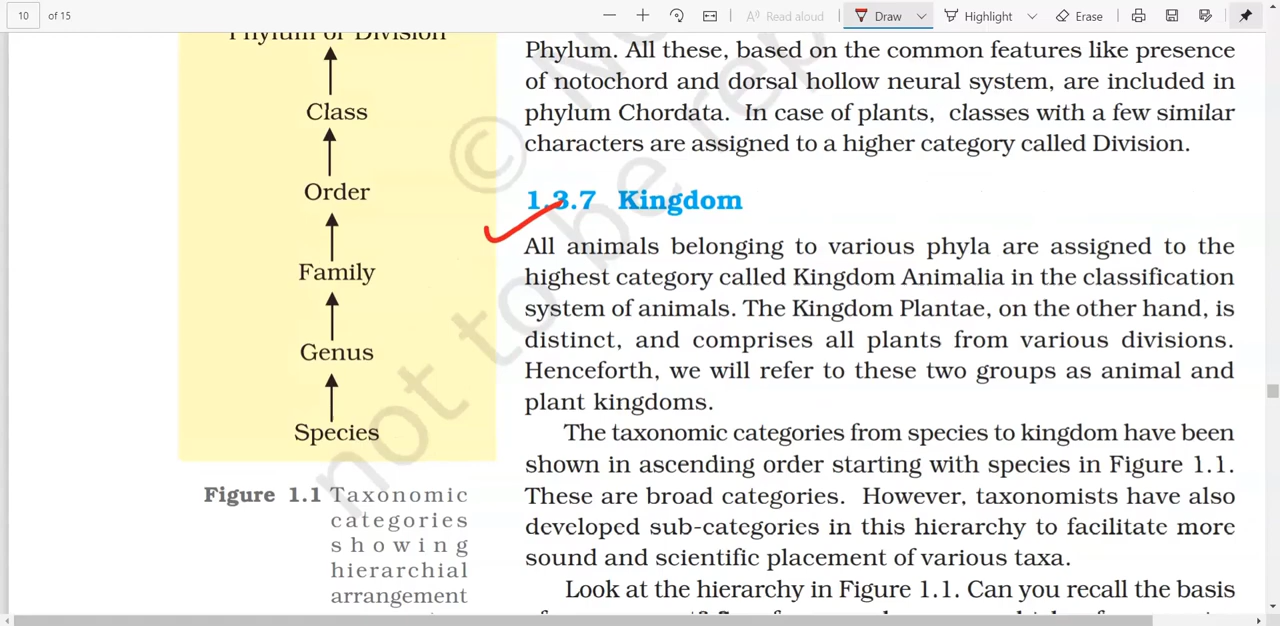 10 of 15
Read aloud
Draw
Highlight
Erase
Phylum or Division
Class
Order
Family
Genus
Species
Figure 1.1 Taxonomic
categories
showing
hierarchial
arrangement
Phylum. All these, based on the common features like presence
of notochord and dorsal hollow neural system, are included in
phylum Chordata. In case of plants, classes with a few similar
characters are assigned to a higher category called Division.
1.3.7 Kingdom
All animals belonging to various phyla are assigned to the
highest category called Kingdom Animalia in the classification
system of animals. The Kingdom Plantae, on the other hand, is
distinct, and comprises all plants from various divisions.
Henceforth, we will refer to these two groups as animal and
plant kingdoms.
The taxonomic categories from species to kingdom have been
shown in ascending order starting with species in Figure 1.1.
These are broad categories. However, taxonomists have also
developed sub-categories in this hierarchy to facilitate more
sound and scientific placement of various taxa.
Look at the hierarchy in Figure 1.1. Can you recall the basis
© N
not to be rep